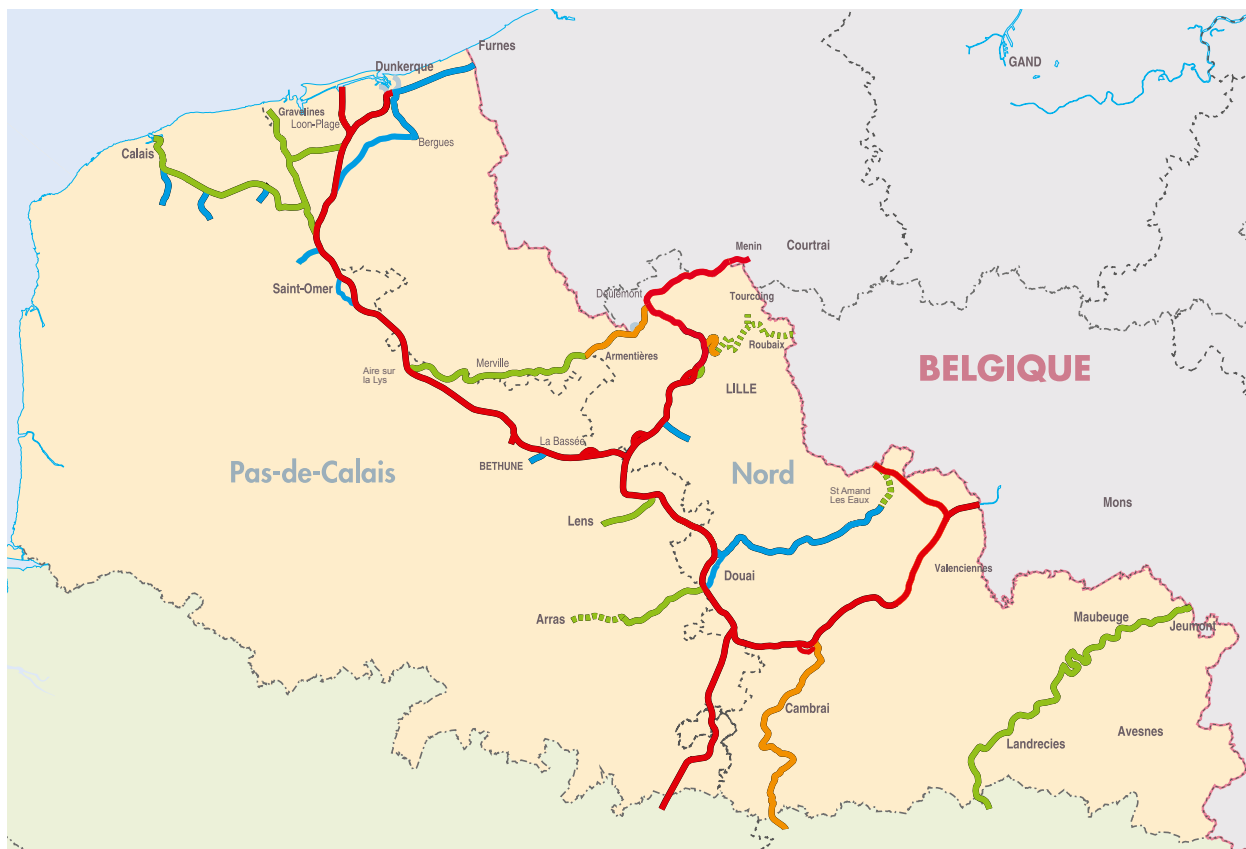 Furnes
Dunkerque
GAND
Gravelines
Loon-Plage
Bergues
Calais
Menin
Courtrai
Saint-Omer
Deulemont
Tourcoing
Roubaix
Armentières
Merville
Aire sur
la Lys
LILLE
BELGIQUE
La Bassée
BETHUNE
Pas-de-Calais
Nord
St Amand
Les Eaux
Mons
Lens
Douai
Valenciennes
Arras
Maubeuge
Jeumont
Cambrai
Landrecies
Avesnes